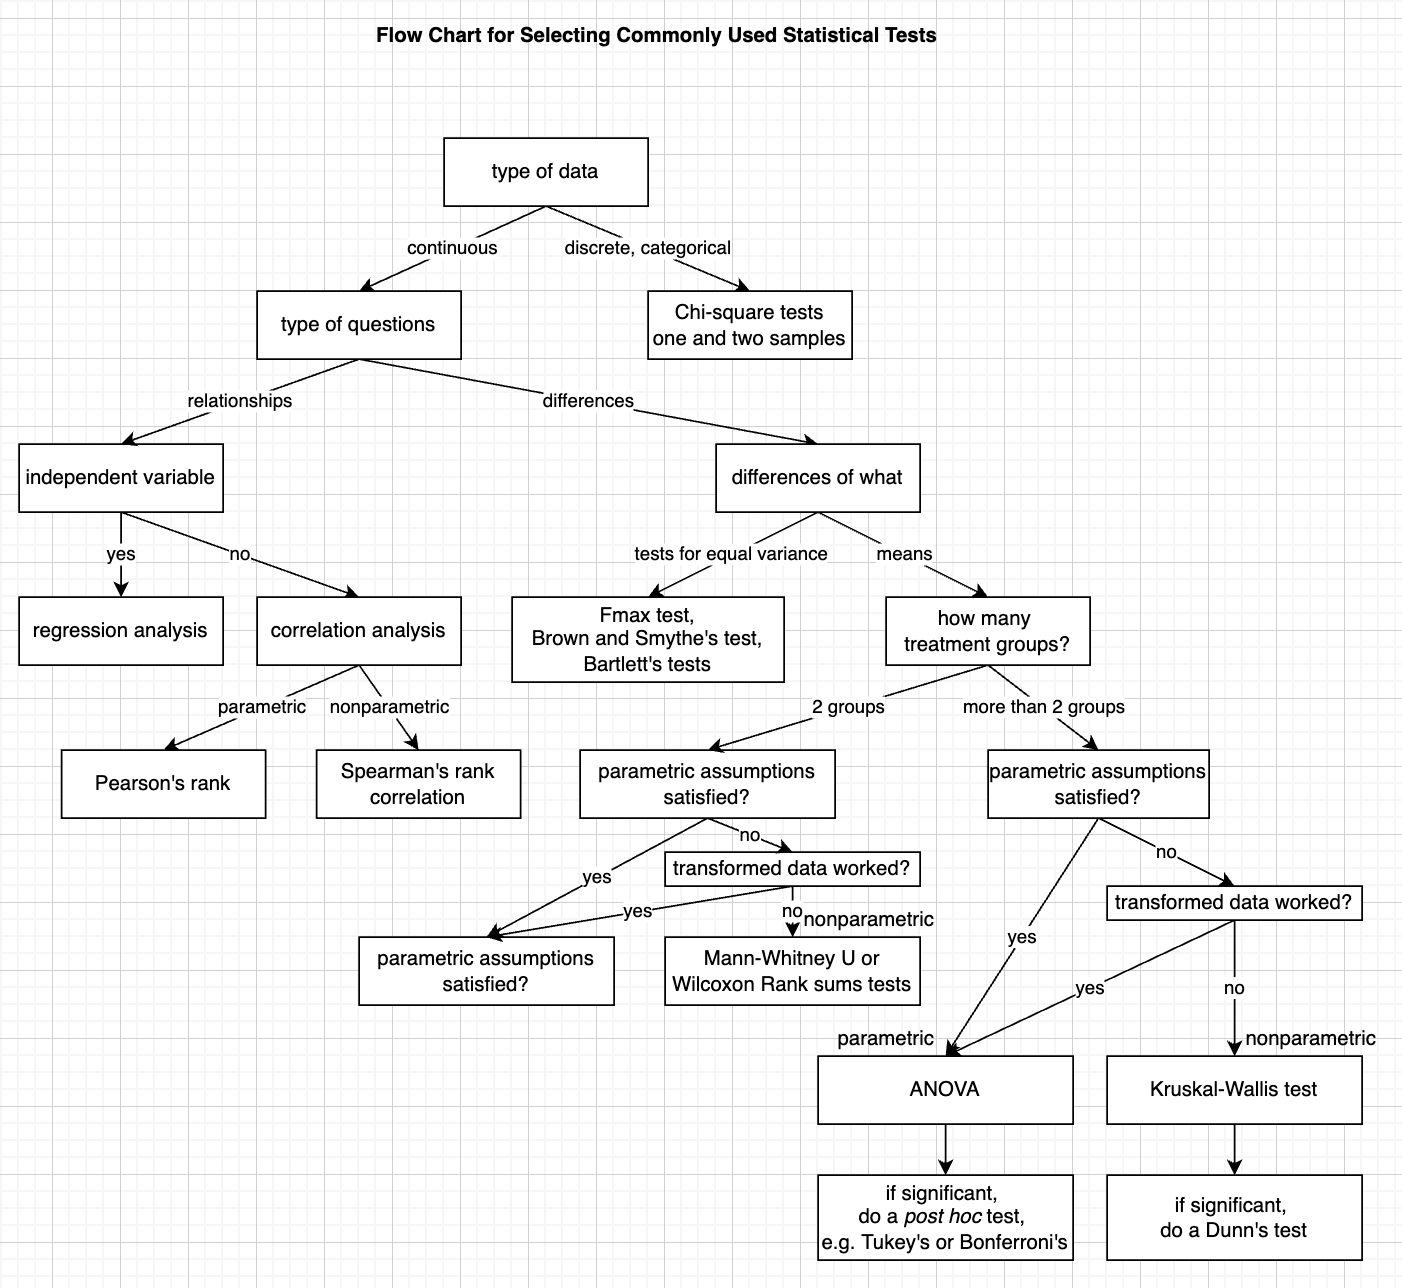 Flow Chart for Selecting Commonly Used Statistical Tests
type of data
continuous
discrete, categorical
type of questions
Chi-square tests
one and two samples
relationships
differences
independent variable
differences of what
yes
no
tests for equal variance
means
regression analysis
correlation analysis
Fmax test,
Brown and Smythe's test,
Bartlett's tests
how many
treatment groups?
parametric
nonparametric
2 groups
more than 2 groups
Pearson's rank
Spearman's rank
correlation
parametric assumptions
satisfied?
parametric assumptions
satisfied?
no
yes
transformed data worked?
no
transformed data worked?
yes
no
nonparametric
parametric assumptions
satisfied?
Mann-Whitney U or
Wilcoxon Rank sums tests
yes
yes
no
parametric
nonparametric
ANOVA
Kruskal-Wallis test
if significant,
do a post hoc test,
e.g. Tukey's or Bonferroni's
if significant,
do a Dunn's test